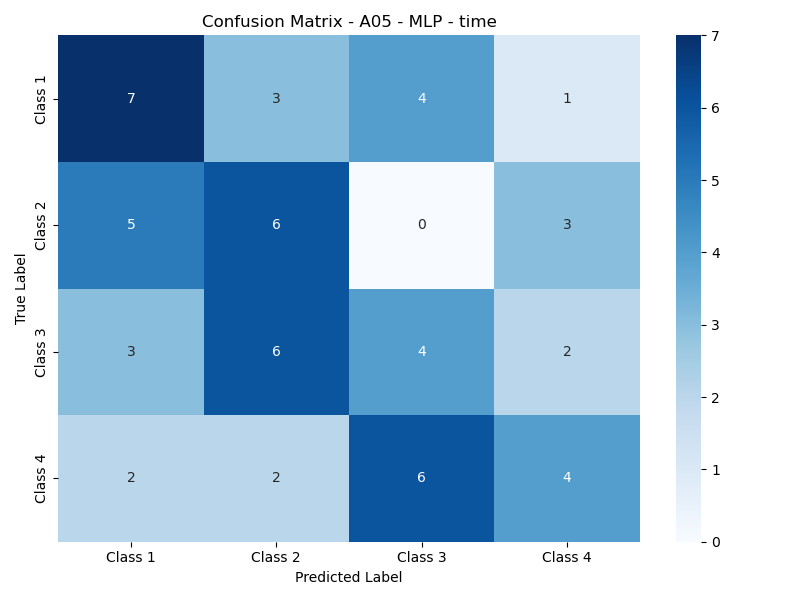 Confusion Matrix - A05 - MLP - time
True Label
Class 1
7 3 4 1
Class 2
5 6 0 3
Class 3
3 6 4 2
Class 4
2 2 6 4
Class 1 Class 2 Class 3 Class 4
Predicted Label
7
6
5
4
3
2
1
0